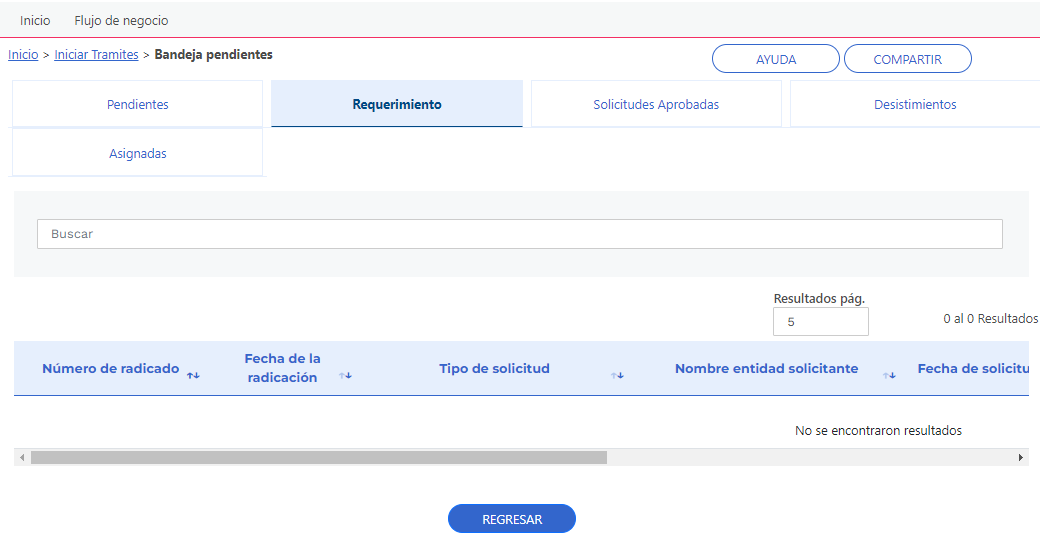 Inicio Flujo de negocio
Inicio > Iniciar Tramites > Bandeja pendientes
AYUDA COMPARTIR
Pendientes Requerimiento Solicitudes Aprobadas Desistimientos
Asignadas
Buscar
Resultados pág.
5 0 al 0 Resultados
Número de radicado Fecha de la radicación Tipo de solicitud Nombre entidad solicitante Fecha de solicitu
No se encontraron resultados
REGRESAR